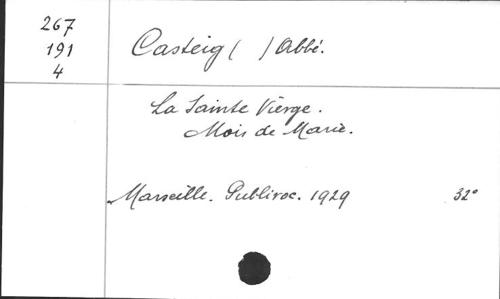 267
191
4
Casteig ( ) Abbé.
La Sainte Vierge.
Mois de Marie.
Marseille. Publiroc. 1929 32°